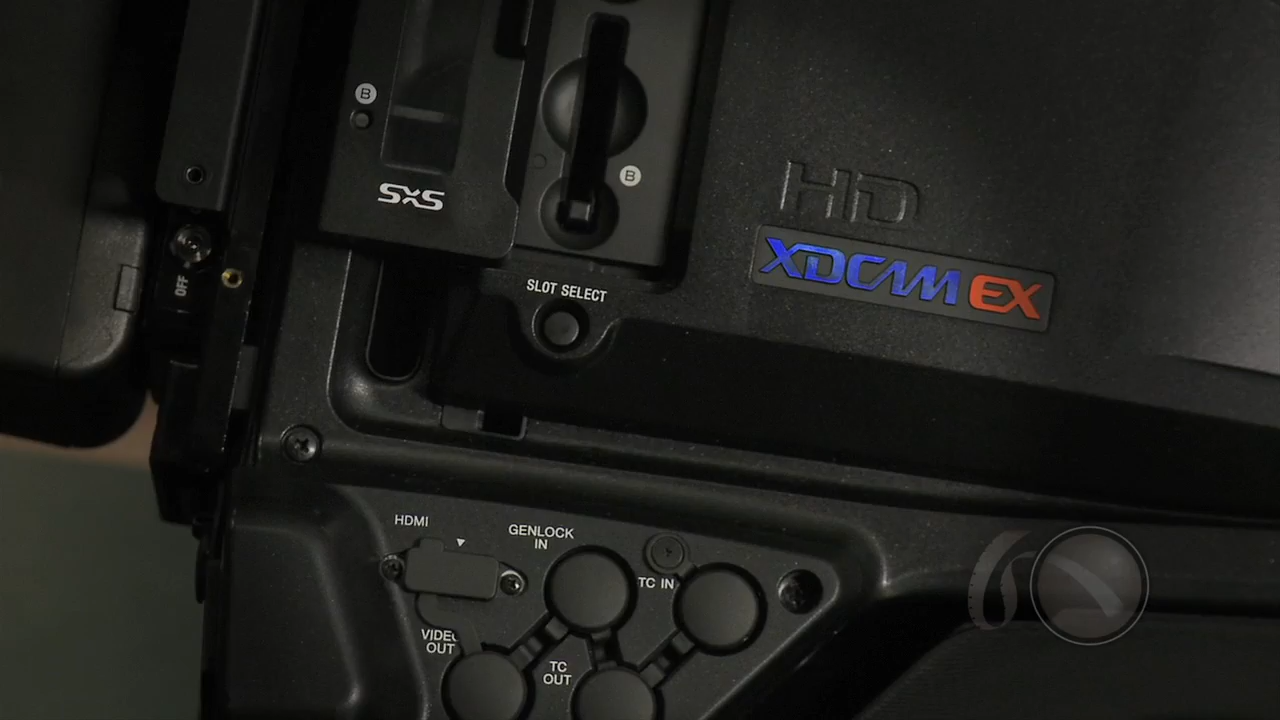 B
SXS
B
OFF
SLOT SELECT
HD
XDCAM EX
HDMI
GENLOCK
IN
TC IN
VIDEO
OUT
TC
OUT